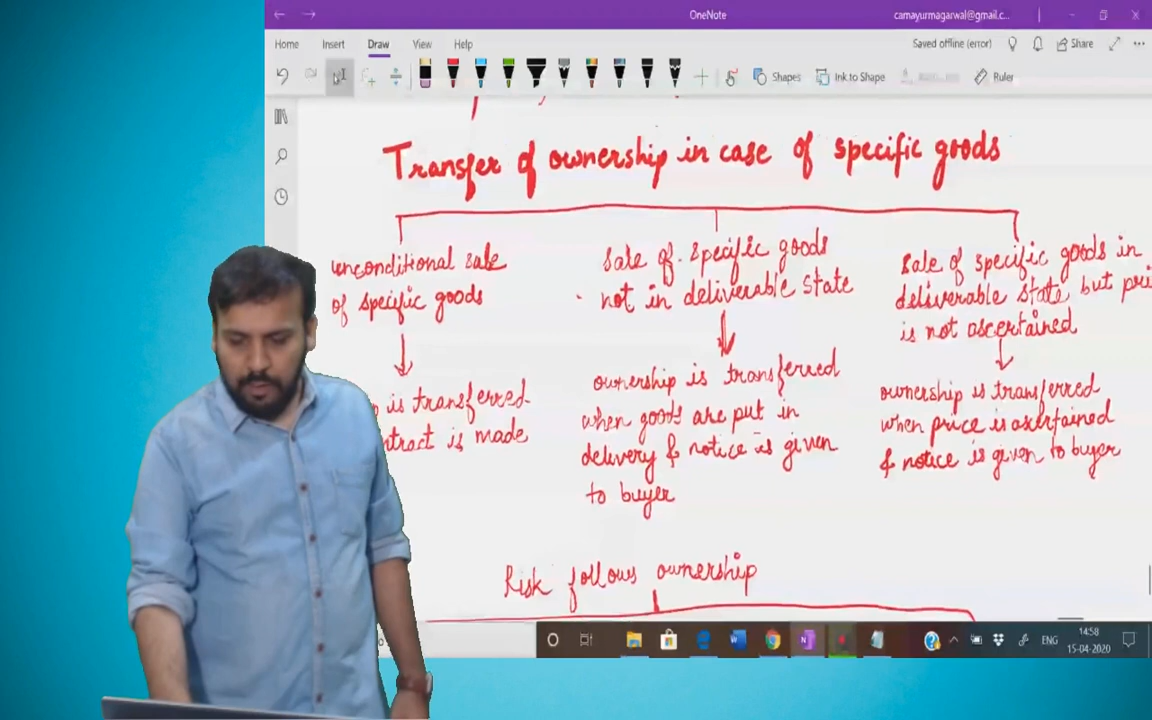 OneNote
camayurmagarwal@gmail.c...
Home Insert Draw View Help
Saved offline (error)
Share
Shapes
Ink to Shape
Ruler
Transfer of ownership in case of specific goods
unconditional sale
of specific goods
is transferred
ntract is made
Sale of specific goods
not in deliverable state
ownership is transferred
when goods are put in
delivery & notice is given
to buyer
Sale of specific goods in
deliverable state but pri
is not ascertained
ownership is transferred
when price is ascertained
& notice is given to buyer
Risk follows ownership
ENG
14:58
15-04-2020